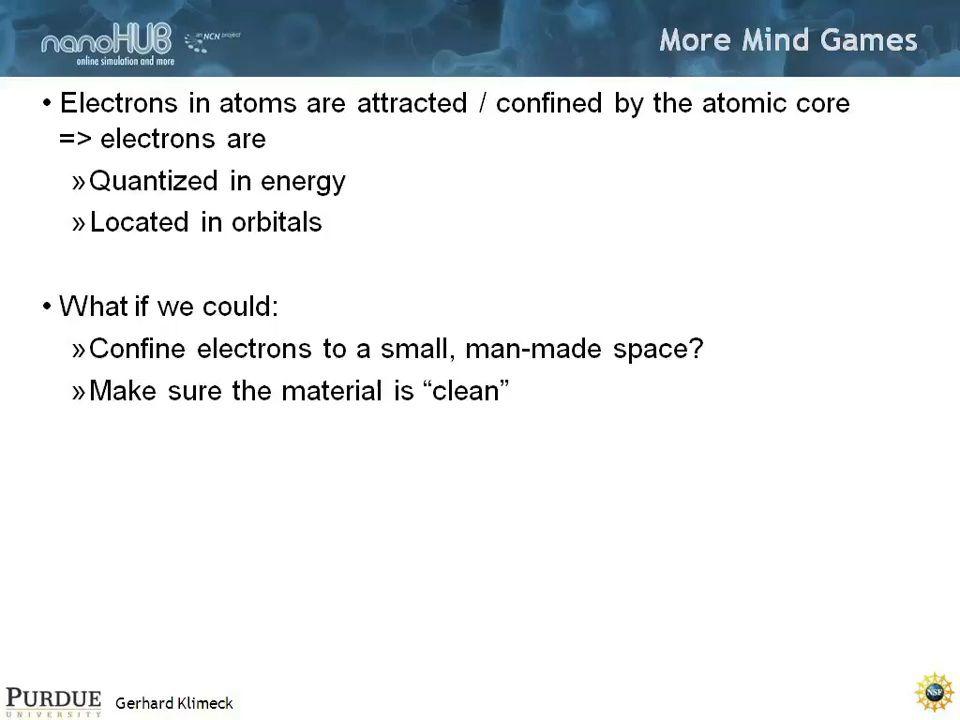 nanoHUB
an NCN project
online simulation and more
More Mind Games
• Electrons in atoms are attracted / confined by the atomic core
=> electrons are
»Quantized in energy
»Located in orbitals
• What if we could:
»Confine electrons to a small, man-made space?
»Make sure the material is “clean”
PURDUE
UNIVERSITY
Gerhard Klimeck
NSF